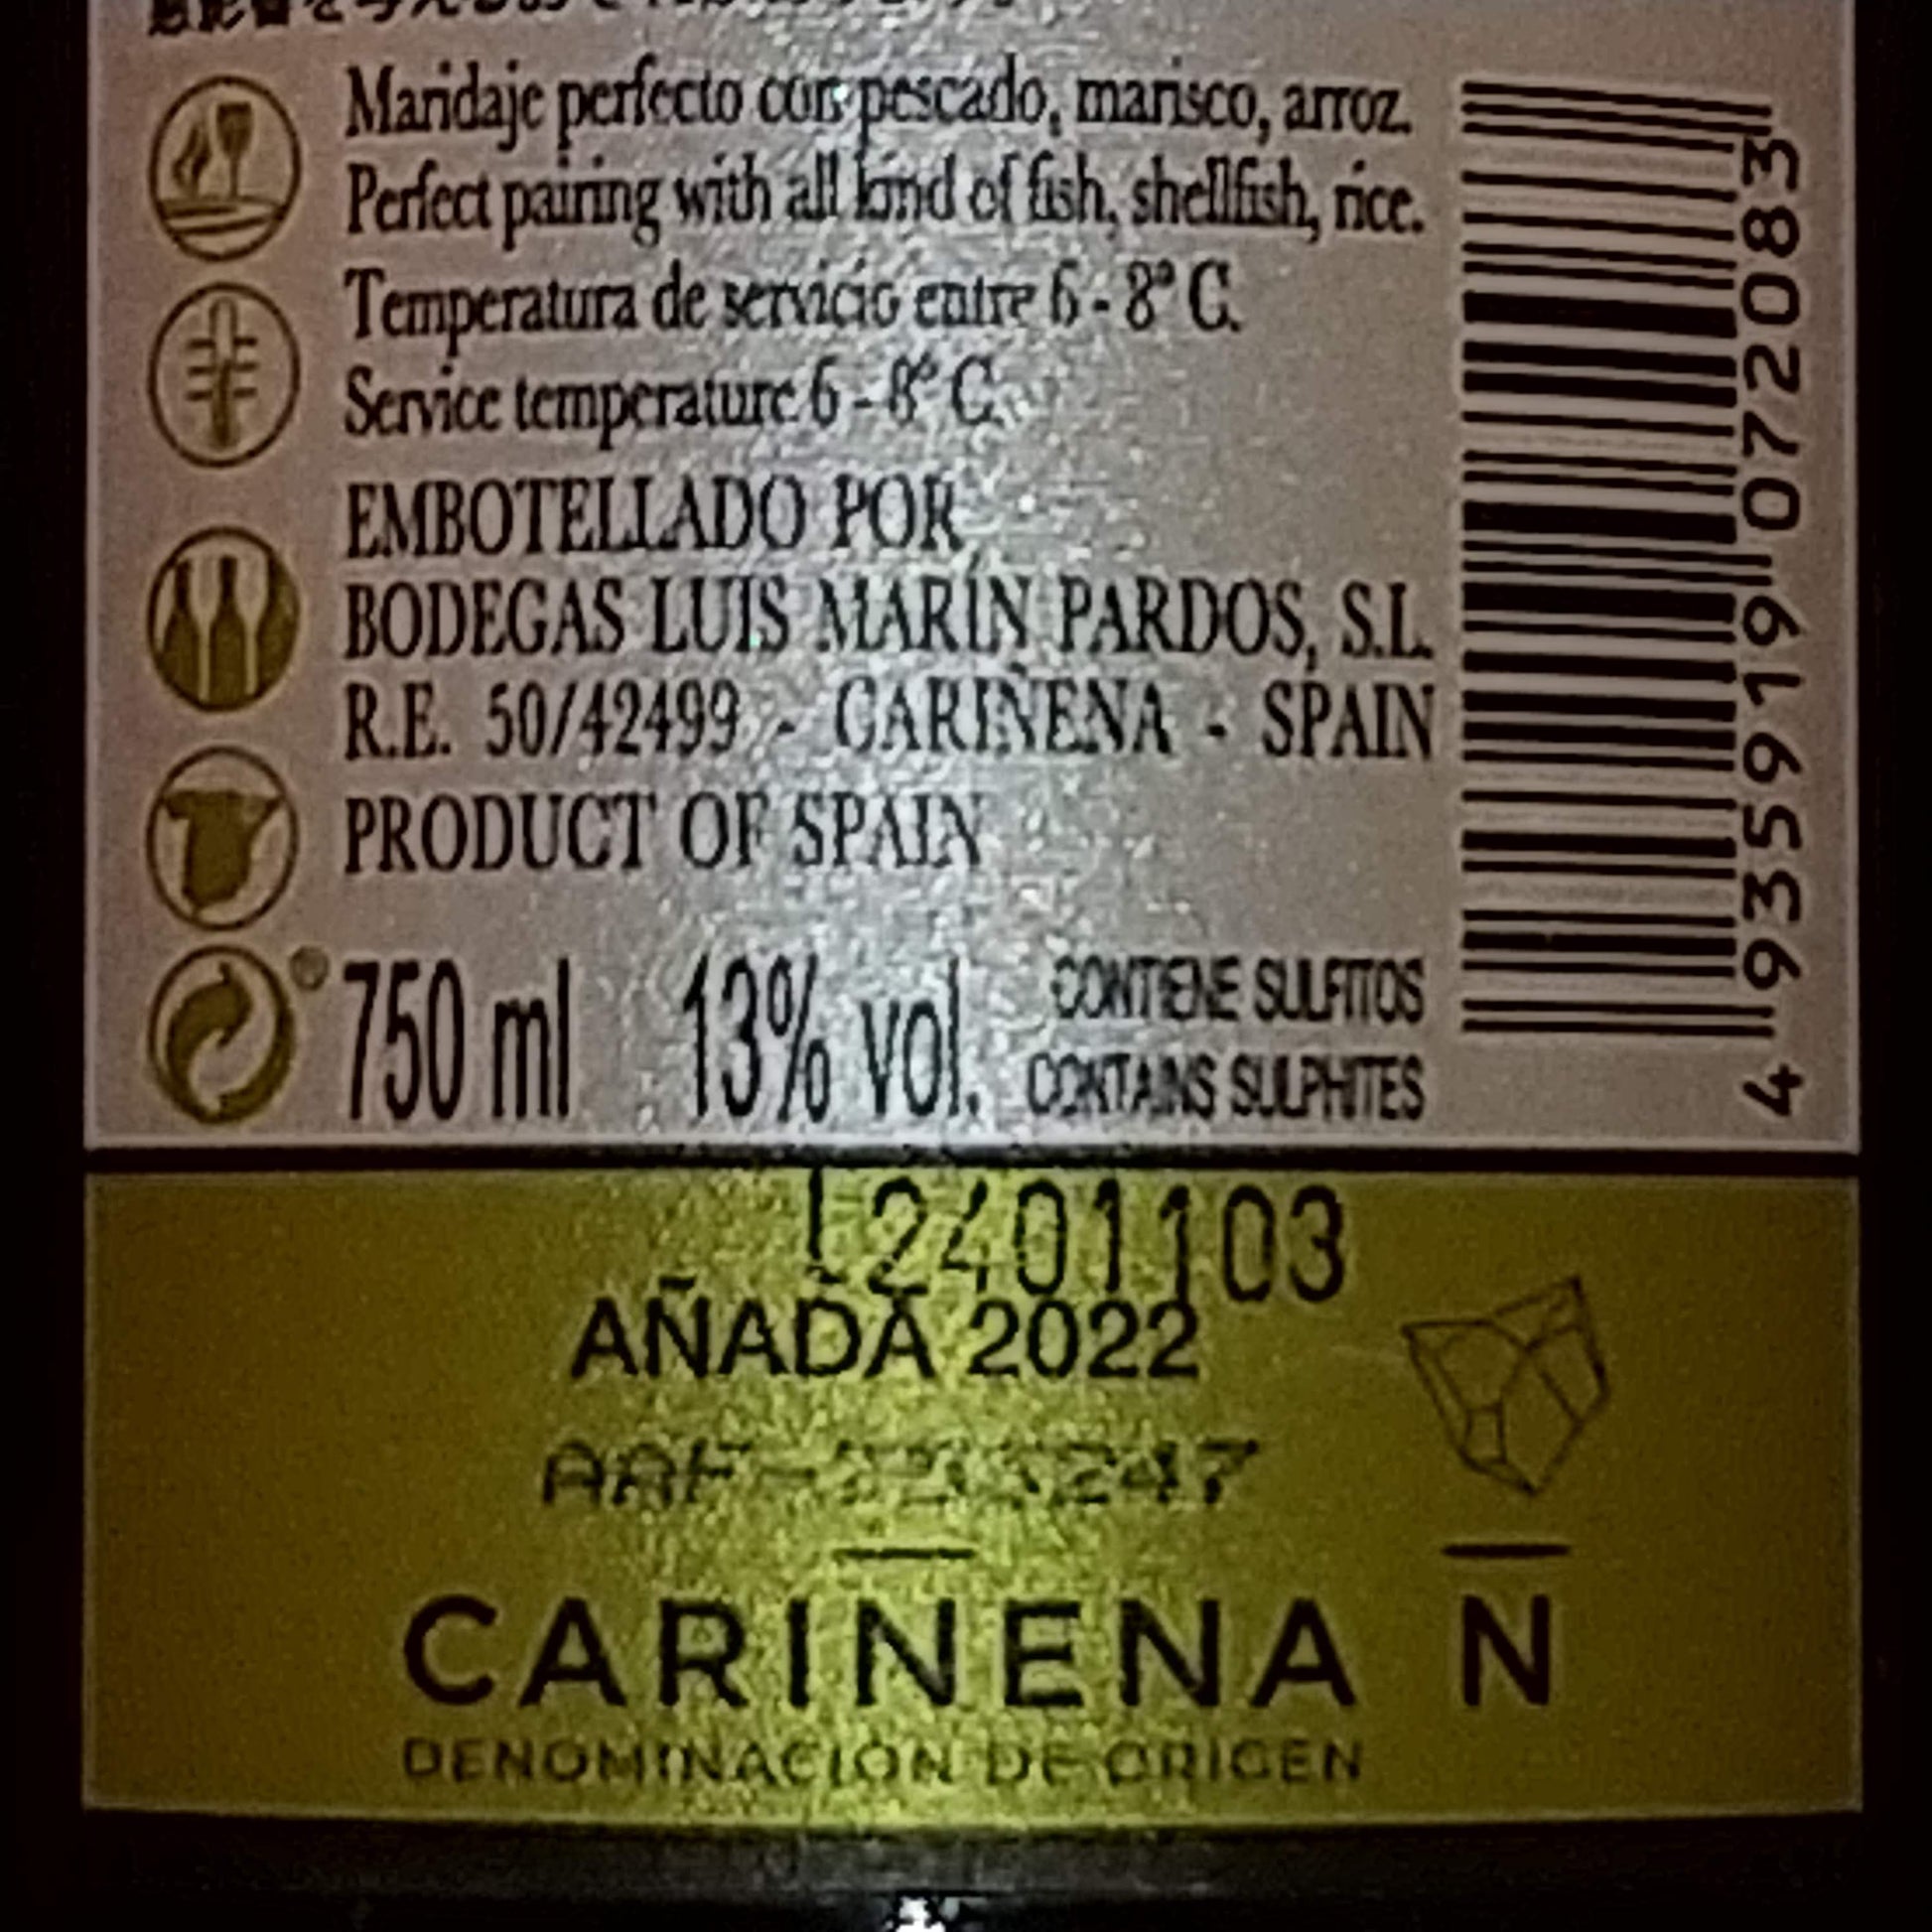 Maridaje perfecto con pescado, marisco, arroz.
Perfect pairing with all kind of fish, shellfish, rice.
Temperatura de servicio entre 6 - 8º C.
Service temperature 6 - 8º C.
EMBOTELLADO POR
BODEGAS LUIS MARÍN PARDOS, S.L.
R.E. 50/42499 - CARIÑENA - SPAIN
PRODUCT OF SPAIN
750 ml 13% vol. CONTIENE SULFITOS
CONTAINS SULPHITES
4 935919 072083
L2401103
AÑADA 2022
CARIÑENA Ñ
DENOMINACIÓN DE ORIGEN